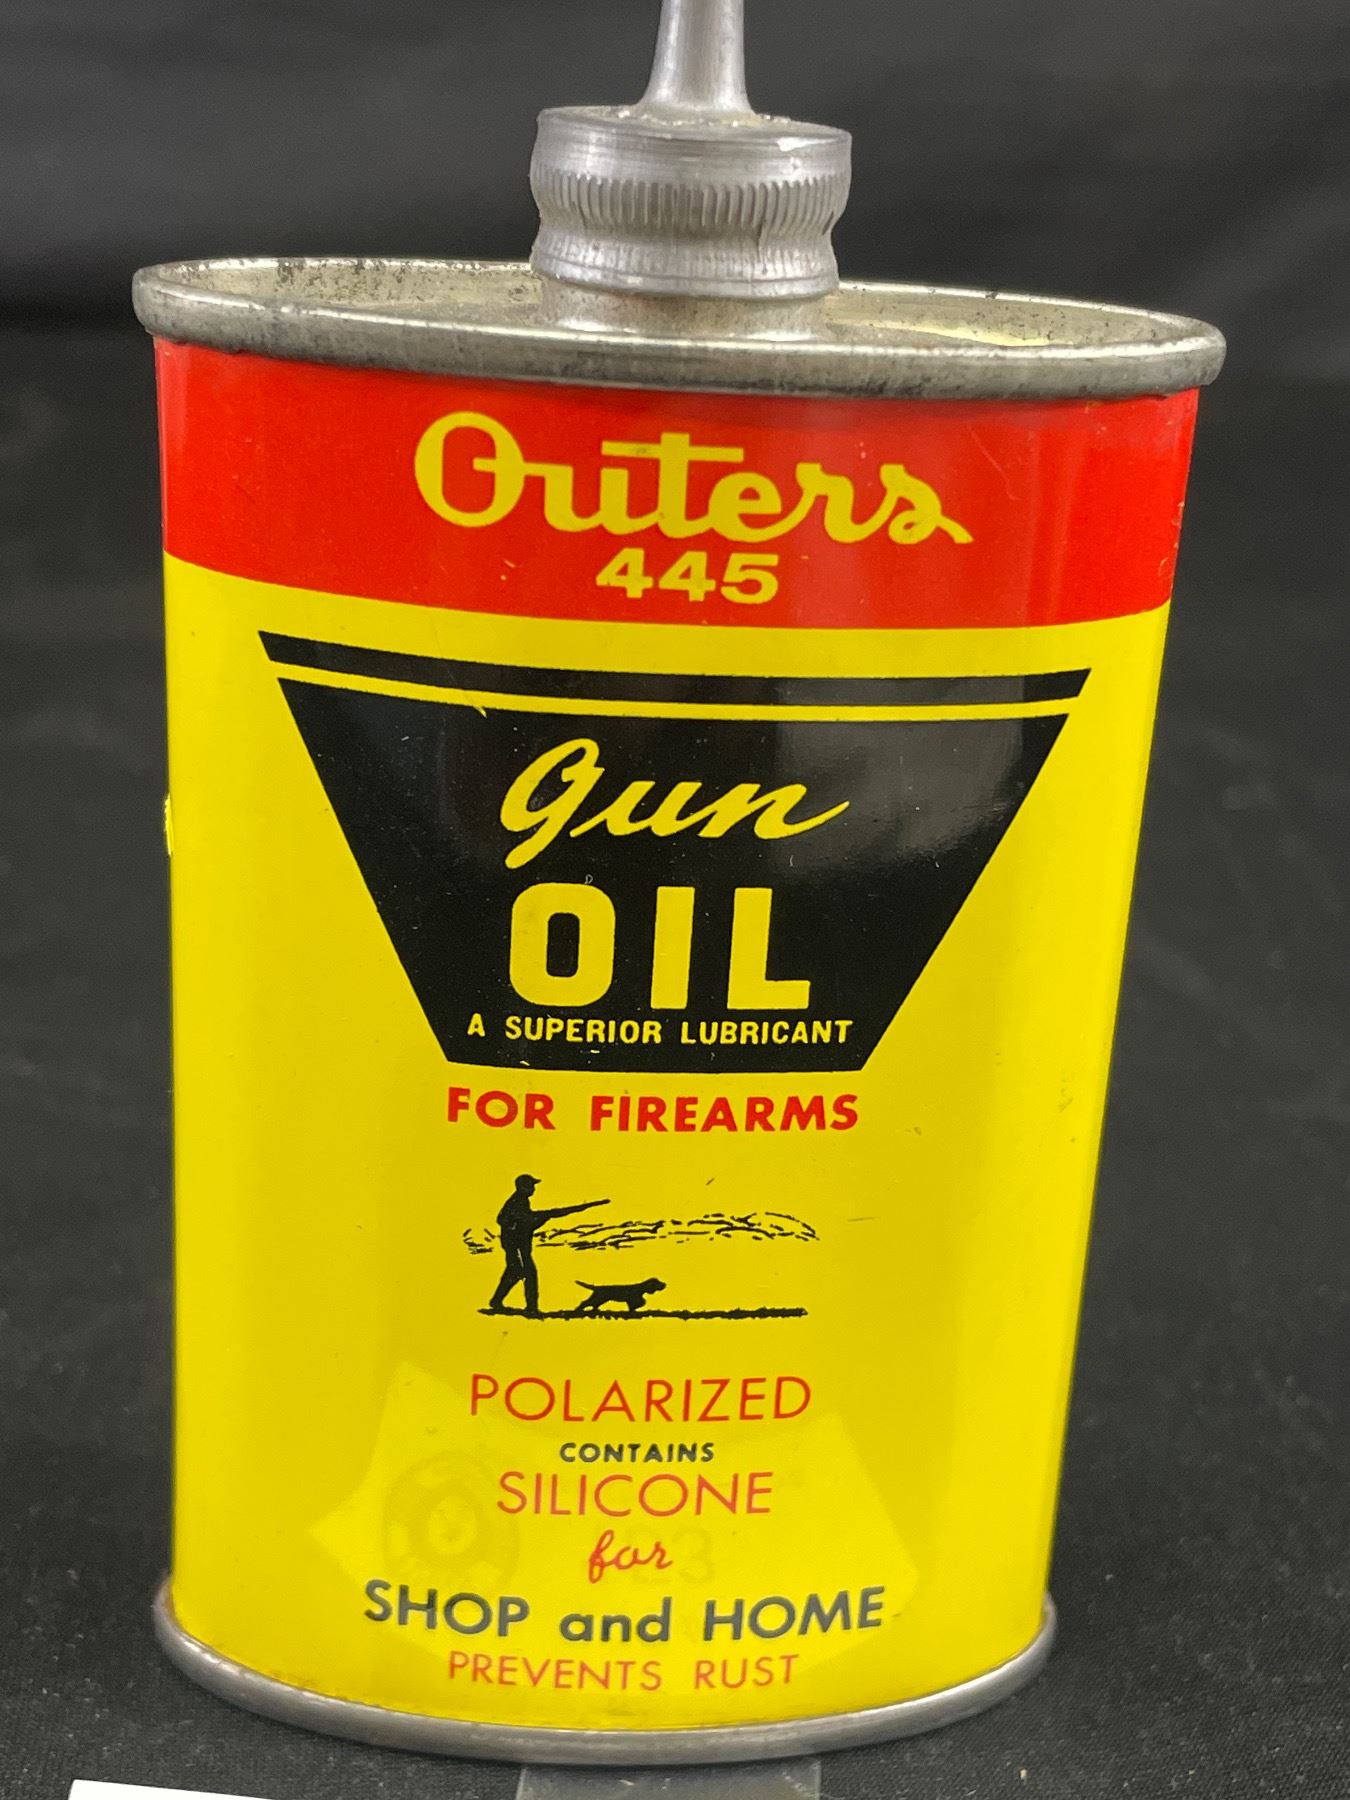 Outers
445
Gun
OIL
A SUPERIOR LUBRICANT
FOR FIREARMS
POLARIZED
CONTAINS
SILICONE
for
SHOP and HOME
PREVENTS RUST